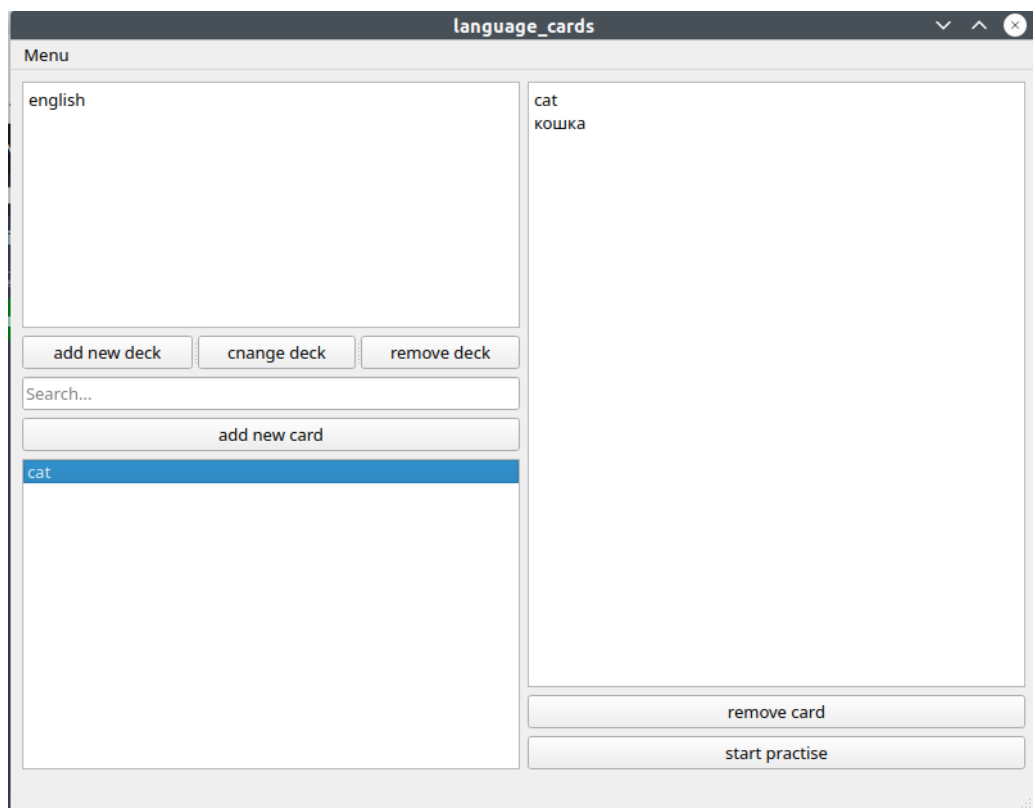 language_cards
Menu
english
add new deck
cnange deck
remove deck
Search...
add new card
cat
cat
кошка
remove card
start practise